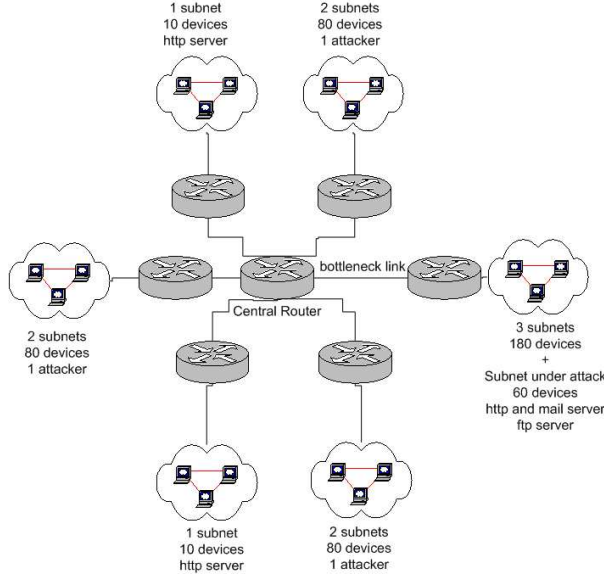 1 subnet
10 devices
http server
2 subnets
80 devices
1 attacker
bottleneck link
Central Router
2 subnets
80 devices
1 attacker
3 subnets
180 devices
+
Subnet under attack
60 devices
http and mail server
ftp server
1 subnet
10 devices
http server
2 subnets
80 devices
1 attacker